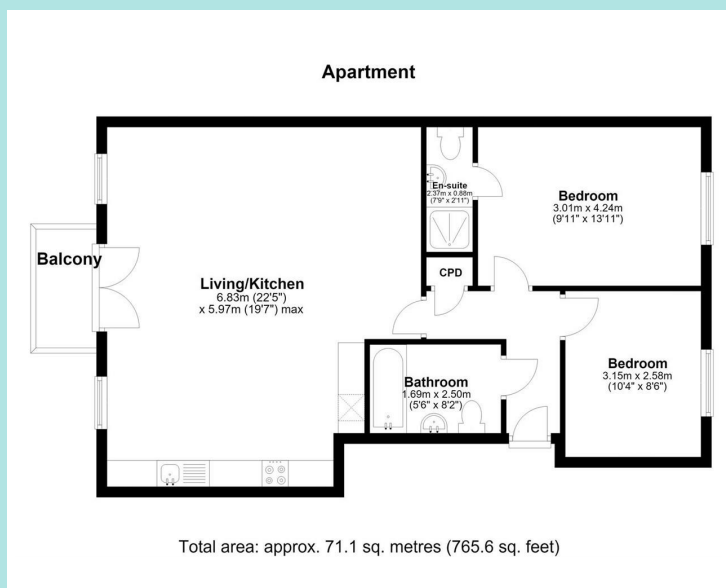 Apartment
En-suite
2.37m x 0.88m
(7'9" x 2'11")
Bedroom
3.01m x 4.24m
(9'11" x 13'11")
Balcony
CPD
Living/Kitchen
6.83m (22'5")
x 5.97m (19'7") max
Bathroom
1.69m x 2.50m
(5'6" x 8'2")
Bedroom
3.15m x 2.58m
(10'4" x 8'6")
Total area: approx. 71.1 sq. metres (765.6 sq. feet)